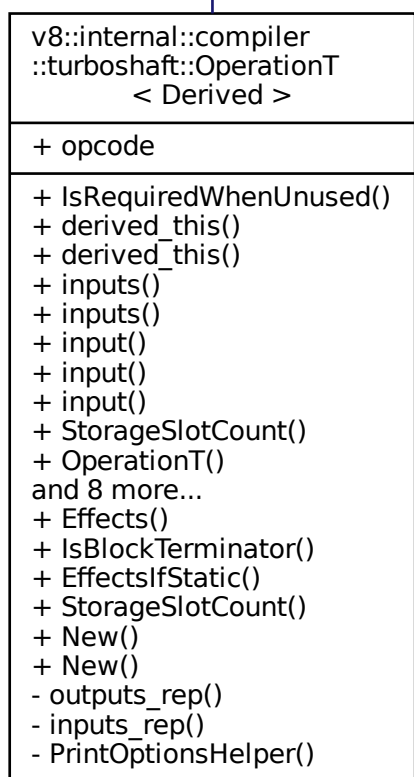 v8::internal::compiler
::turboshaft::OperationT
< Derived >
+ opcode
+ IsRequiredWhenUnused()
+ derived_this()
+ derived_this()
+ inputs()
+ inputs()
+ input()
+ input()
+ input()
+ StorageSlotCount()
+ OperationT()
and 8 more...
+ Effects()
+ IsBlockTerminator()
+ EffectsIfStatic()
+ StorageSlotCount()
+ New()
+ New()
- outputs_rep()
- inputs_rep()
- PrintOptionsHelper()